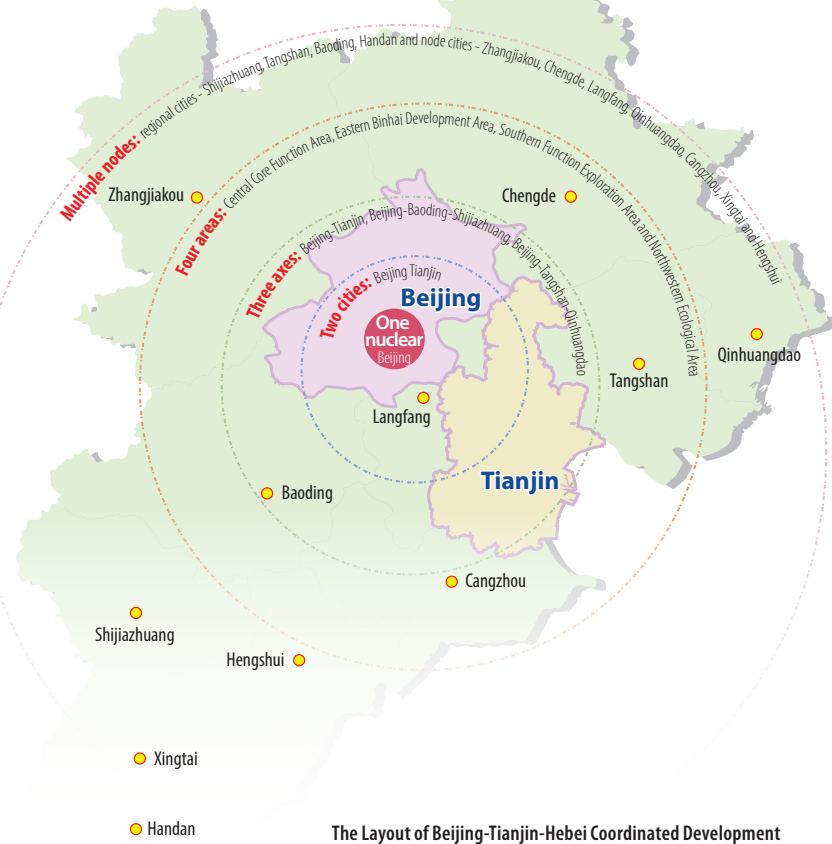 Multiple nodes: regional cities - Shijiazhuang, Tangshan, Baoding, Handan and node cities - Zhangjiakou, Chengde, Langfang, Qinhuangdao, Cangzhou, Xingtai and Hengshui
Four areas: Central Core Function Area, Eastern Binhai Development Area, Southern Function Exploration Area and Northwestern Ecological Area
Three axes: Beijing-Tianjin, Beijing-Baoding-Shijiazhuang, Beijing-Tangshan-Qinhuangdao
Two cities: Beijing Tianjin
One
nuclear
Beijing
Beijing
Tianjin
Zhangjiakou
Chengde
Qinhuangdao
Tangshan
Langfang
Baoding
Cangzhou
Shijiazhuang
Hengshui
Xingtai
Handan
The Layout of Beijing-Tianjin-Hebei Coordinated Development